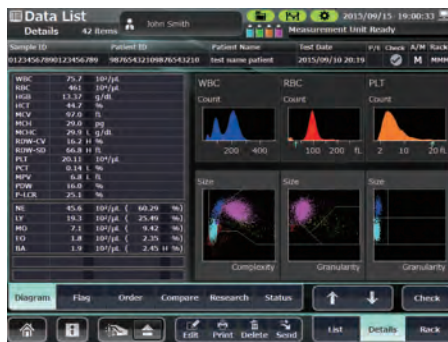 Data List
Details 42 items
John Smith
2015/09/15 19:00:33
Measurement Unit Ready
Sample ID Patient ID Patient Name Test Date P/N Check A/M Rack
0123456789012345678 9 9876543210987654 3210 test name patient 2015/09/10 20:19 M
WBC 75.7 10²/µL
RBC 461 10⁴/µL
HGB 13.37 g/dL
HCT 44.7 %
MCV 97.0 fL
MCH 29.0 pg
MCHC 29.9 L g/dL
RDW-CV 16.2 H %
RDW-SD 66.8 H fL
PLT 20.11 10⁴/µL
PCT 0.14 L %
MPV 6.8 L fL
PDW 16.0 %
P-LCR 25.1 %
NE 45.6 10²/µL ( 60.29 %)
LY 19.3 10²/µL ( 25.49 %)
MO 7.1 10²/µL ( 9.42 %)
EO 1.8 10²/µL ( 2.35 %)
BA 1.9 10²/µL ( 2.45 H %)
WBC RBC PLT
Count Count Count
200 400 100 200 fL 2 10 20 fL
Size Size Size
Complexity Granularity Granularity
Diagram Flag Order Compare Research Status Check
Edit Print Delete Send List Details Rack